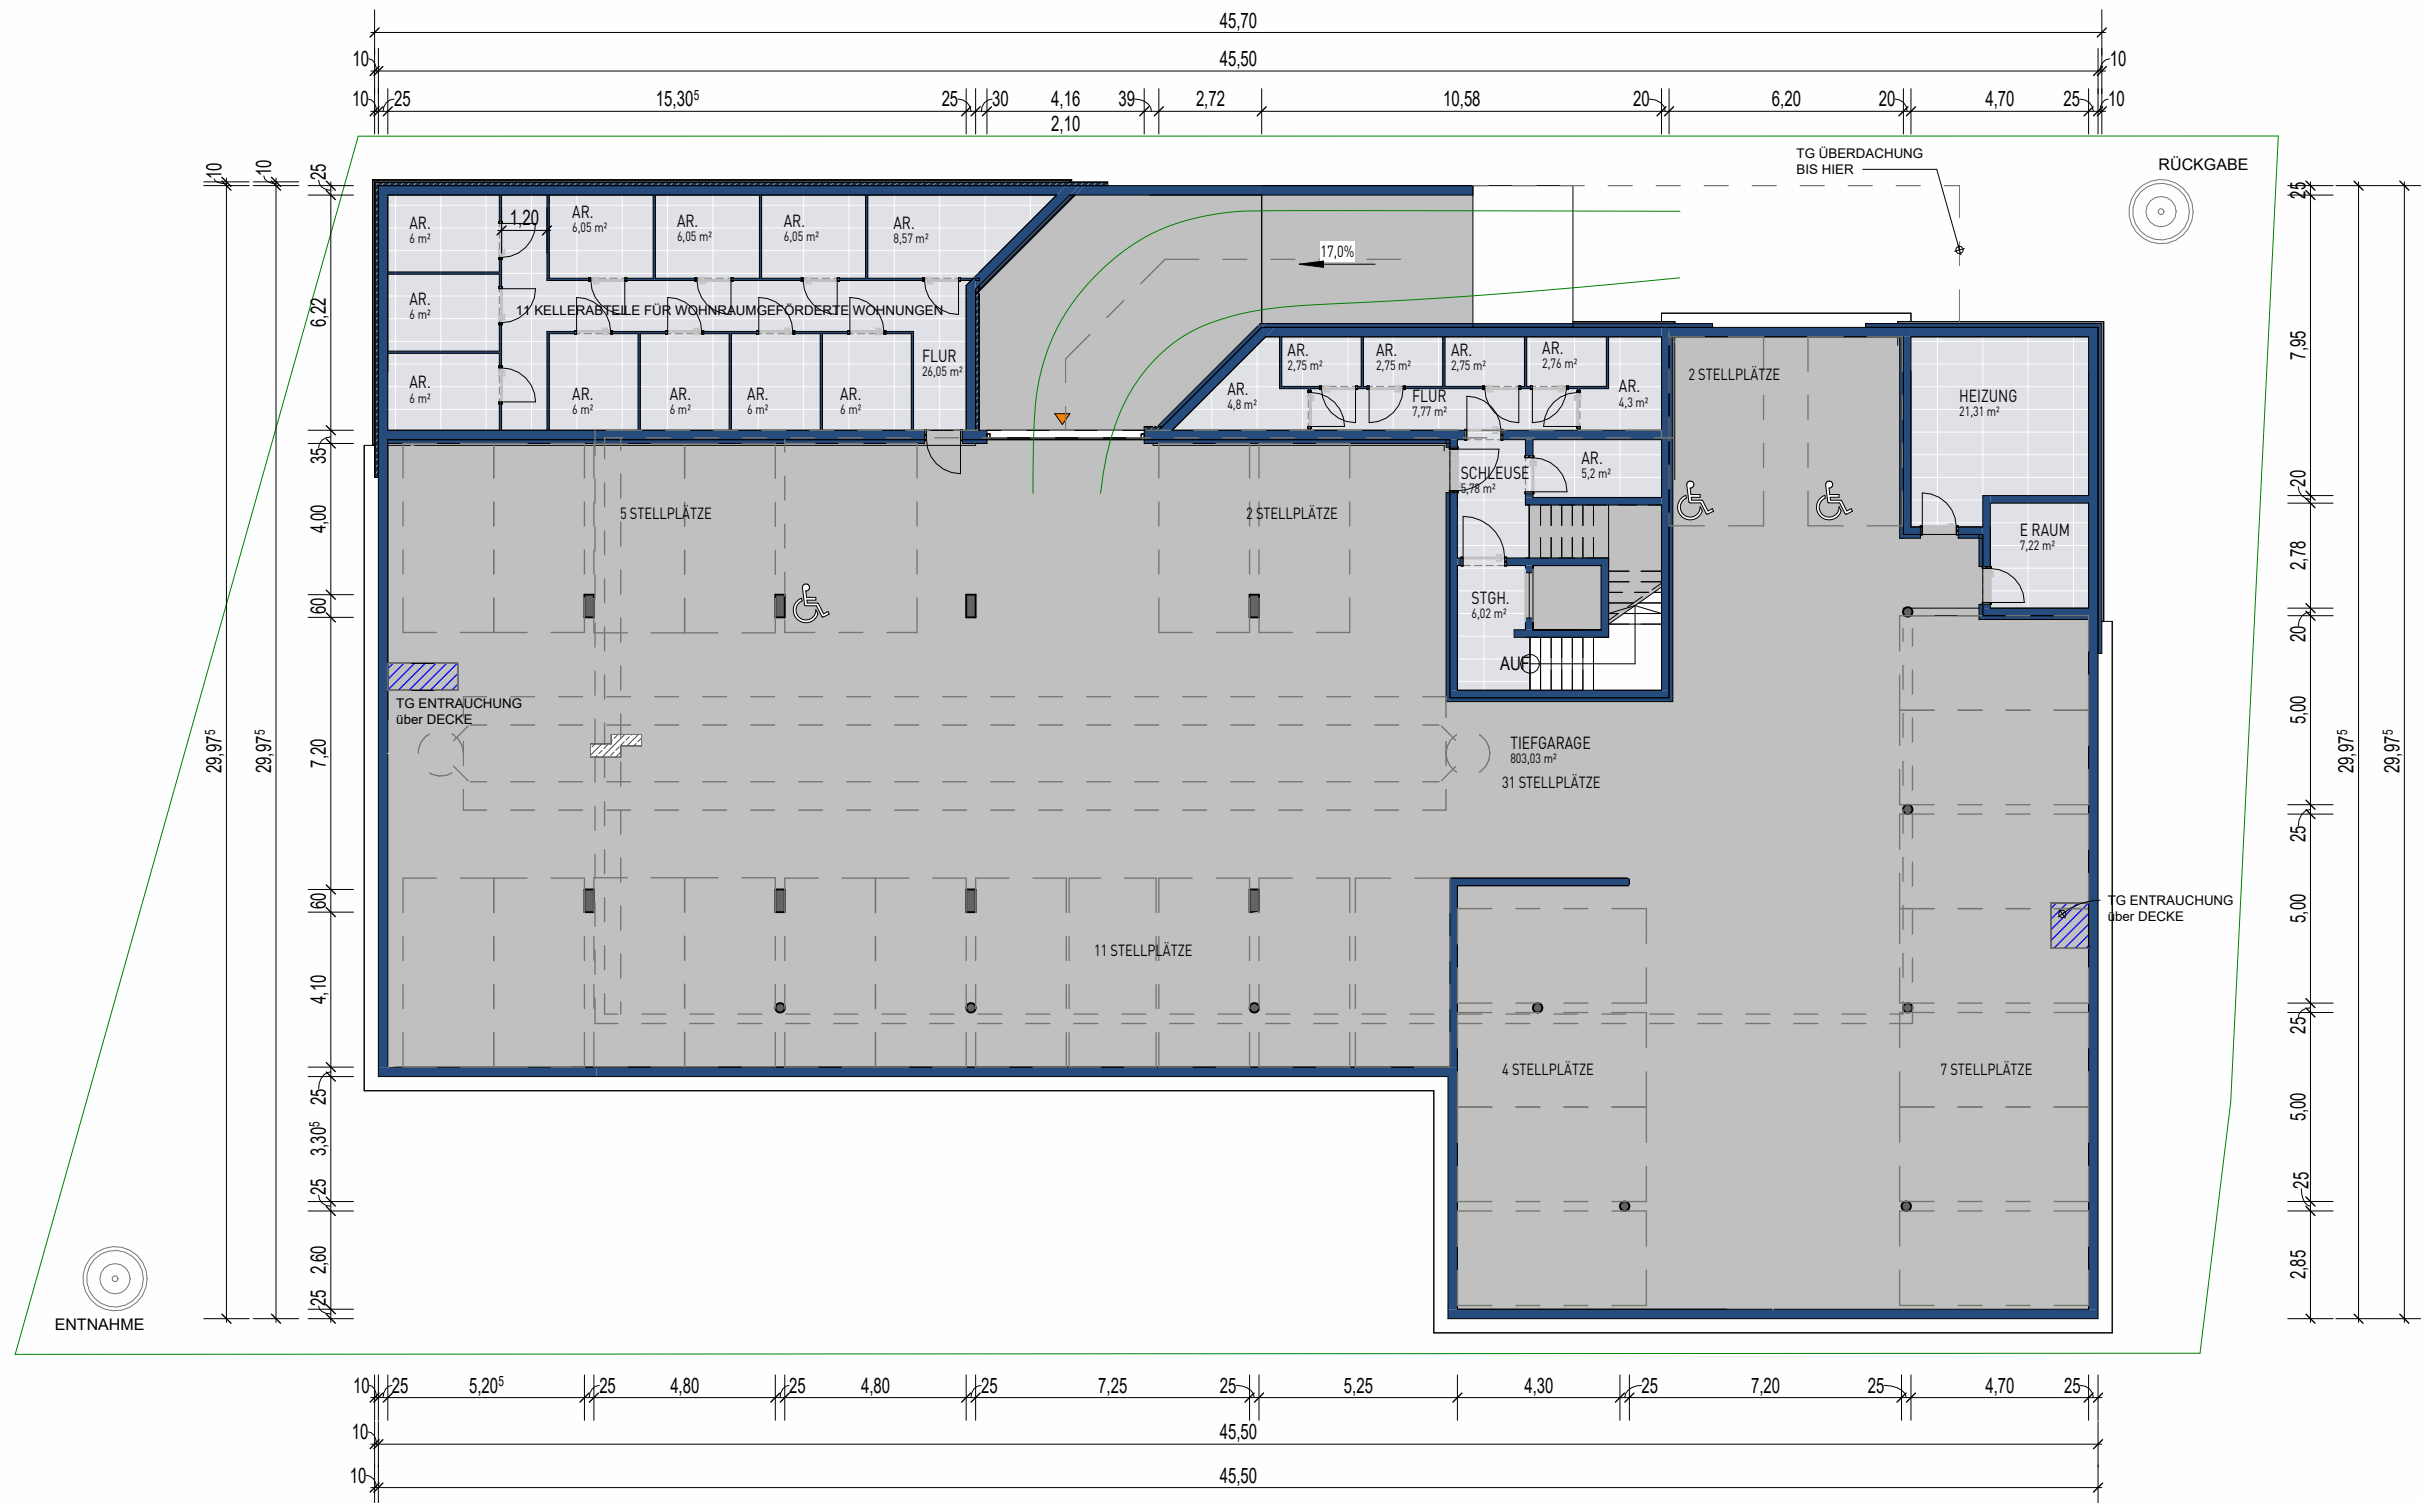 45,70
10
45,50
10
10
25
15,30⁵
25
30
4,16
2,10
39
2,72
10,58
20
6,20
20
4,70
25
10
TG ÜBERDACHUNG
BIS HIER
RÜCKGABE
10
10
25
6,22
35
4,00
60
7,20
60
4,10
25
3,30⁵
25
2,60
25
29,97⁵
29,97⁵
AR.
6 m²
1,20
AR.
6,05 m²
AR.
6,05 m²
AR.
6,05 m²
AR.
8,57 m²
17,0%
AR.
6 m²
11 KELLERABTEILE FÜR WOHNRAUMGEFÖRDERTE WOHNUNGEN
AR.
6 m²
AR.
6 m²
AR.
6 m²
AR.
6 m²
AR.
6 m²
FLUR
26,05 m²
AR.
2,75 m²
AR.
2,75 m²
AR.
2,75 m²
AR.
2,76 m²
AR.
4,8 m²
FLUR
7,77 m²
AR.
4,3 m²
2 STELLPLÄTZE
HEIZUNG
21,31 m²
SCHLEUSE
5,78 m²
AR.
5,2 m²
5 STELLPLÄTZE
2 STELLPLÄTZE
E RAUM
7,22 m²
STGH.
6,02 m²
AUF
TG ENTRAUCHUNG
über DECKE
TIEFGARAGE
803,03 m²
31 STELLPLÄTZE
TG ENTRAUCHUNG
über DECKE
11 STELLPLÄTZE
4 STELLPLÄTZE
7 STELLPLÄTZE
25
7,95
20
2,78
20
5,00
25
5,00
25
5,00
25
2,85
29,97⁵
29,97⁵
ENTNAHME
10
25
5,20⁵
25
4,80
25
4,80
25
7,25
25
5,25
4,30
25
7,20
25
4,70
25
10
45,50
10
45,50